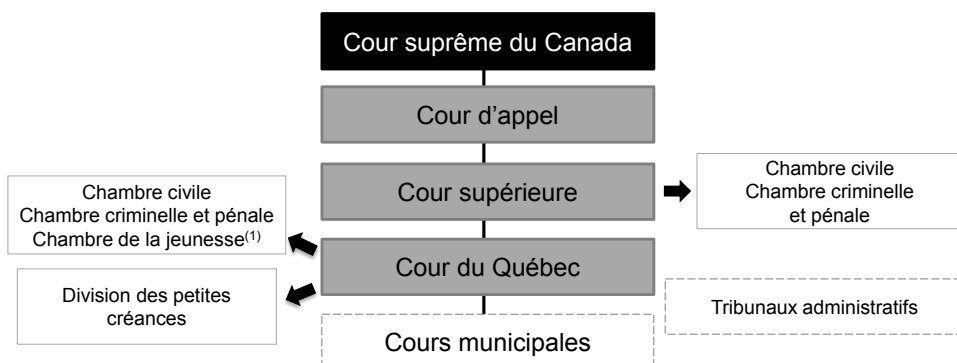 Cour suprême du Canada
Cour d’appel
Cour supérieure
Chambre civile
Chambre criminelle
et pénale
Chambre civile
Chambre criminelle et pénale
Chambre de la jeunesse(1)
Cour du Québec
Division des petites
créances
Tribunaux administratifs
Cours municipales